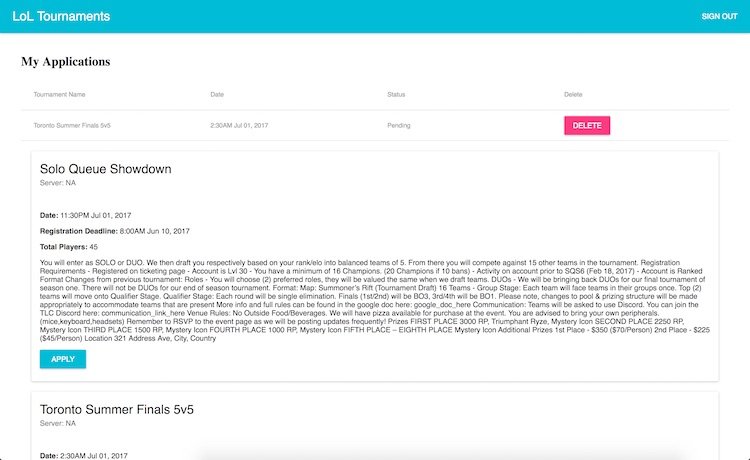 LoL Tournaments
SIGN OUT
My Applications
Tournament Name Date Status Delete
Toronto Summer Finals 5v5 2:30AM Jul 01, 2017 Pending DELETE
Solo Queue Showdown
Server: NA
Date: 11:30PM Jul 01, 2017
Registration Deadline: 8:00AM Jun 10, 2017
Total Players: 45
You will enter as SOLO or DUO. We then draft you respectively based on your rank/elo into balanced teams of 5. From there you will compete against 15 other teams in the tournament. Registration
Requirements - Registered on ticketing page - Account is Lvl 30 - You have a minimum of 16 Champions. (20 Champions if 10 bans) - Activity on account prior to SQS6 (Feb 18, 2017) - Account is Ranked
Format Changes from previous tournament: Roles - You will choose (2) preferred roles, they will be valued the same when we draft teams. DUOs - We will be bringing back DUOs for our final tournament of
season one. There will not be DUOs for our end of season tournament. Format: Map: Summoner's Rift (Tournament Draft) 16 Teams - Group Stage: Each team will face teams in their groups once. Top (2)
teams will move onto Qualifier Stage. Qualifier Stage: Each round will be single elimination. Finals (1st/2nd) will be BO3, 3rd/4th will be BO1. Please note, changes to pool & prizing structure will be made
appropriately to accommodate teams that are present More info and full rules can be found in the google doc here: google_doc_here Communication: Teams will be asked to use Discord. You can join the
TLC Discord here: communication_link_here Venue Rules: No Outside Food/Beverages. We will have pizza available for purchase at the event. You are advised to bring your own peripherals.
(mice,keyboard,headsets) Remember to RSVP to the event page as we will be posting updates frequently! Prizes FIRST PLACE 3000 RP, Triumphant Ryze, Mystery Icon SECOND PLACE 2250 RP,
Mystery Icon THIRD PLACE 1500 RP, Mystery Icon FOURTH PLACE 1000 RP, Mystery Icon FIFTH PLACE – EIGHTH PLACE Mystery Icon Additional Prizes 1st Place - $350 ($70/Person) 2nd Place - $225
($45/Person) Location 321 Address Ave, City, Country
APPLY
Toronto Summer Finals 5v5
Server: NA
Date: 2:30AM Jul 01, 2017